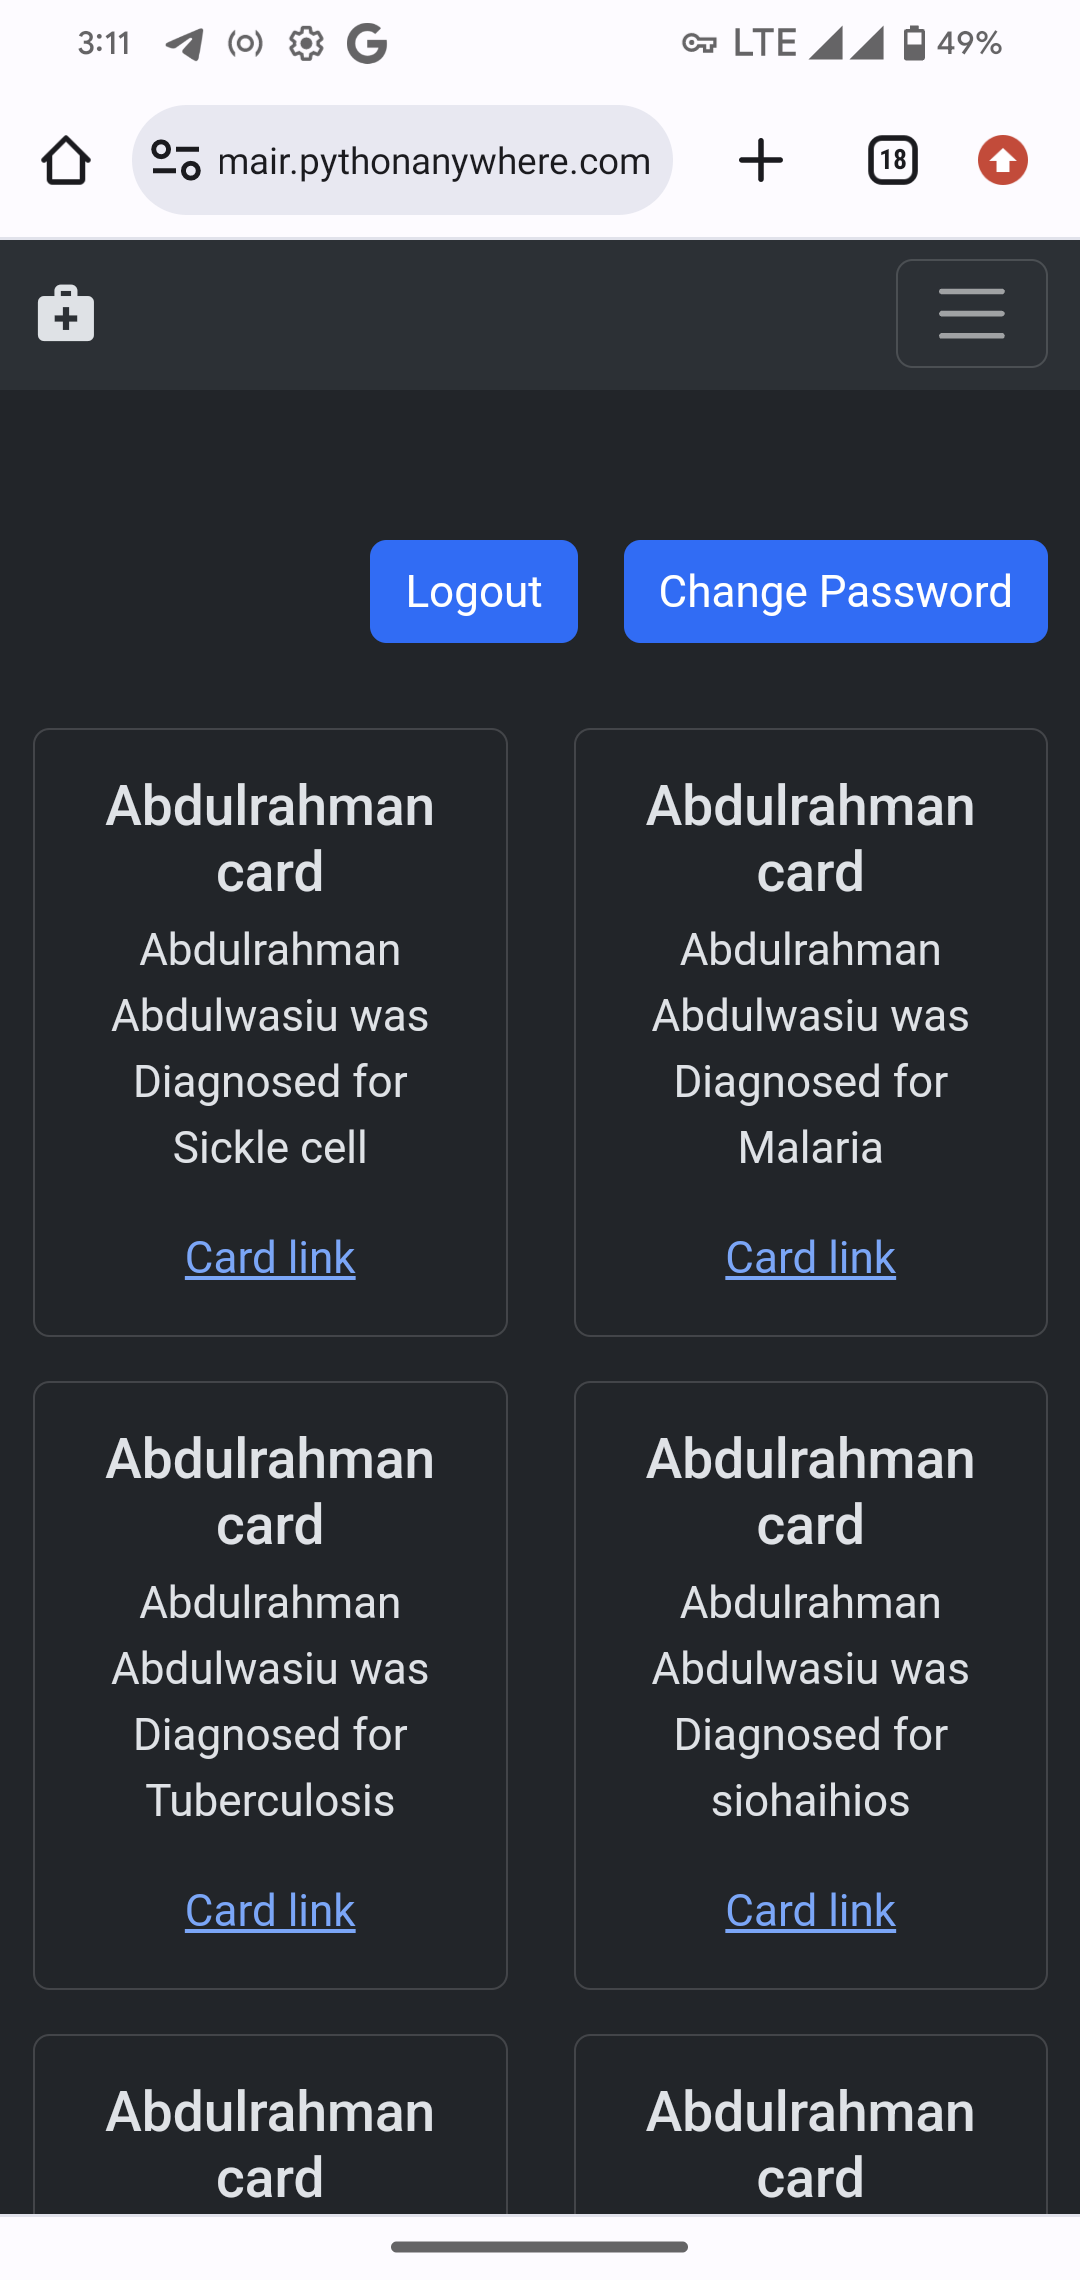 3:11 LTE 49%
mair.pythonanywhere.com 18
Logout Change Password
Abdulrahman
card
Abdulrahman
Abdulwasiu was
Diagnosed for
Sickle cell
Card link
Abdulrahman
card
Abdulrahman
Abdulwasiu was
Diagnosed for
Malaria
Card link
Abdulrahman
card
Abdulrahman
Abdulwasiu was
Diagnosed for
Tuberculosis
Card link
Abdulrahman
card
Abdulrahman
Abdulwasiu was
Diagnosed for
siohaihios
Card link
Abdulrahman
card
Abdulrahman
card